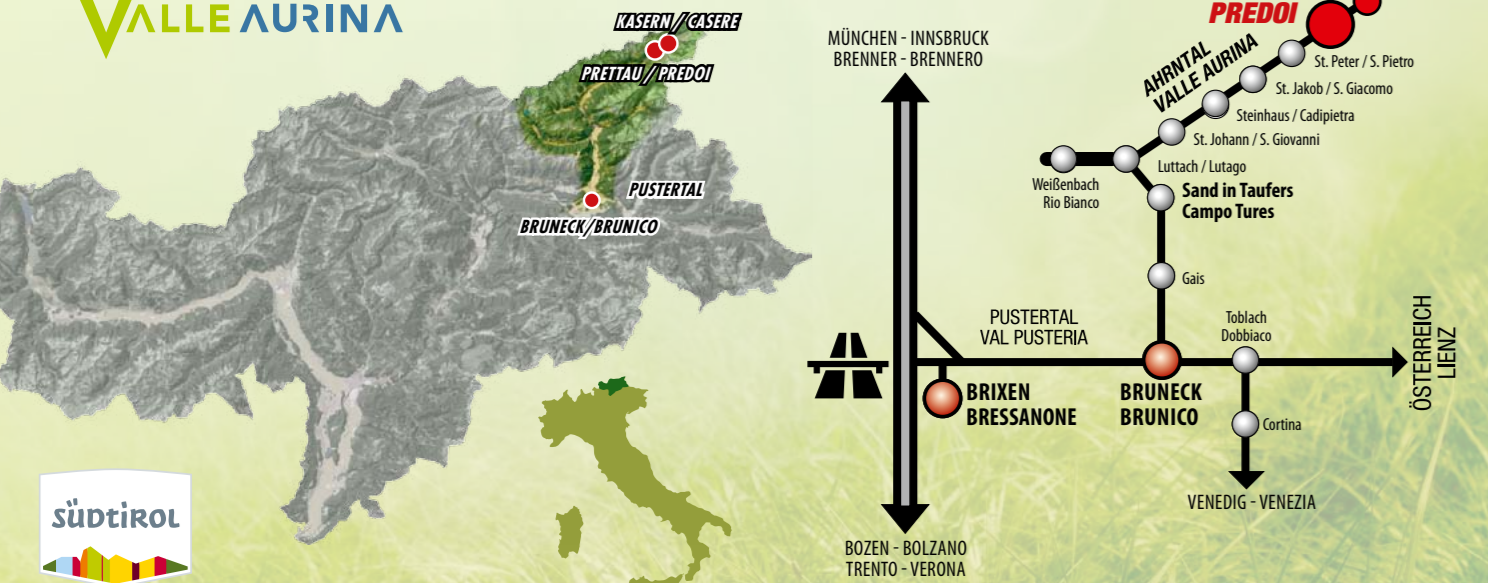 VALLE AURINA
KASERN / CASERE
PRETTAU / PREDOI
PUSTERTAL
BRUNECK/BRUNICO
SÜDTIROL
MÜNCHEN - INNSBRUCK
BRENNER - BRENNERO
PREDOI
AHRNTAL
VALLE AURINA
St. Peter / S. Pietro
St. Jakob / S. Giacomo
Steinhaus / Cadipietra
St. Johann / S. Giovanni
Luttach / Lutago
Weißenbach
Rio Bianco
Sand in Taufers
Campo Tures
Gais
PUSTERTAL
VAL PUSTERIA
Toblach
Dobbiaco
BRIXEN
BRESSANONE
BRUNECK
BRUNICO
ÖSTERREICH
LIENZ
Cortina
VENEDIG - VENEZIA
BOZEN - BOLZANO
TRENTO - VERONA